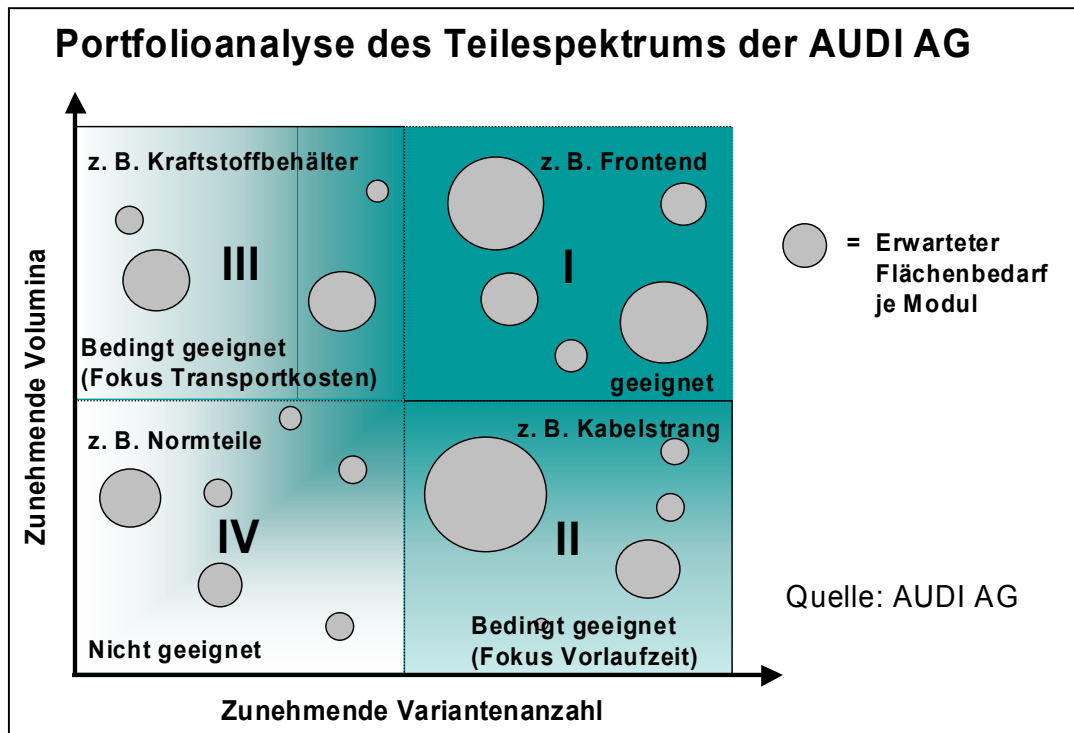 Portfolioanalyse des Teilespektrums der AUDI AG
Zunehmende Volumina
z. B. Kraftstoffbehälter
III
Bedingt geeignet
(Fokus Transportkosten)
z. B. Frontend
I
geeignet
z. B. Normteile
IV
Nicht geeignet
z. B. Kabelstrang
II
Bedingt geeignet
(Fokus Vorlaufzeit)
Zunehmende Variantenanzahl
= Erwarteter
Flächenbedarf
je Modul
Quelle: AUDI AG